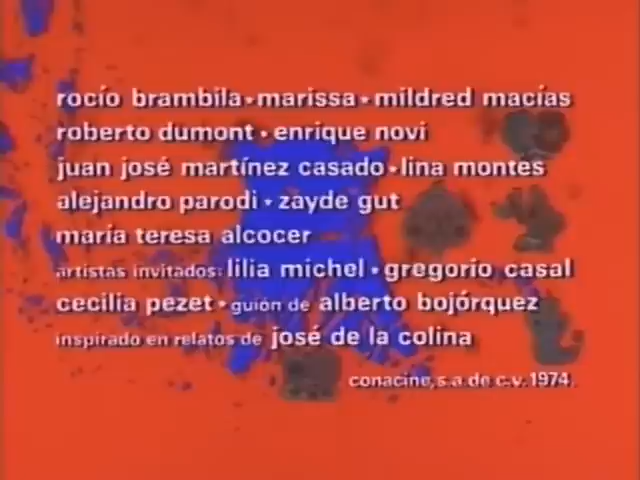 rocío brambila • marissa • mildred macías
roberto dumont • enrique novi
juan josé martínez casado • lina montes
alejandro parodi • zayde gut
maría teresa alcocer
artistas invitados: lilia michel • gregorio casal
cecilia pezet • guión de alberto bojórquez
inspirado en relatos de josé de la colina
conacine, s.a. de c.v. 1974